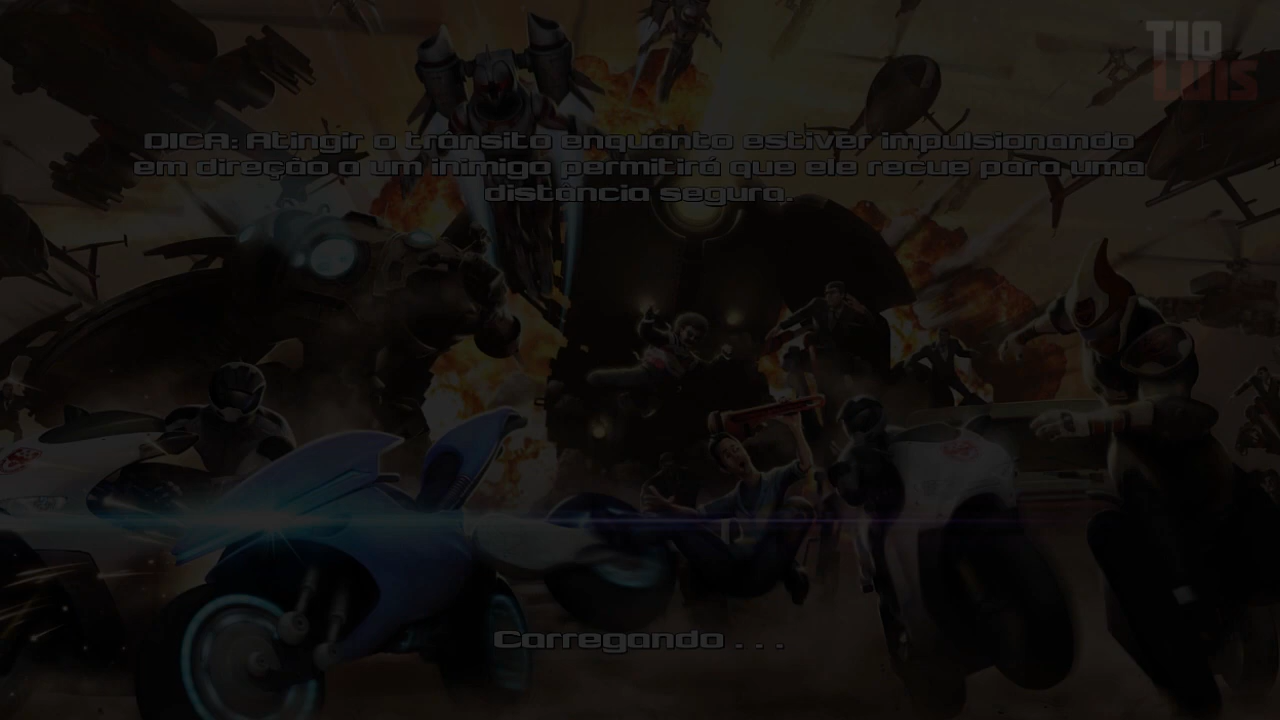 TIO
LUIS
DICA: Atingir o trânsito enquanto estiver impulsionando
em direção a um inimigo permitirá que ele recue para uma
distância segura.
Carregando . . .